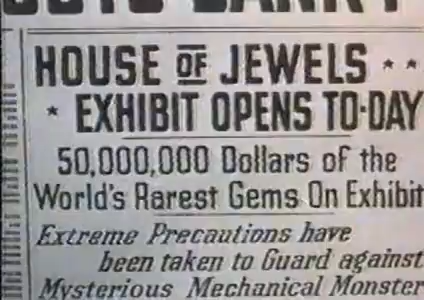 HOUSE OF JEWELS * *
* EXHIBIT OPENS TO-DAY
50,000,000 Dollars of the
World's Rarest Gems On Exhibit
Extreme Precautions have
been taken to Guard against
Mysterious Mechanical Monster